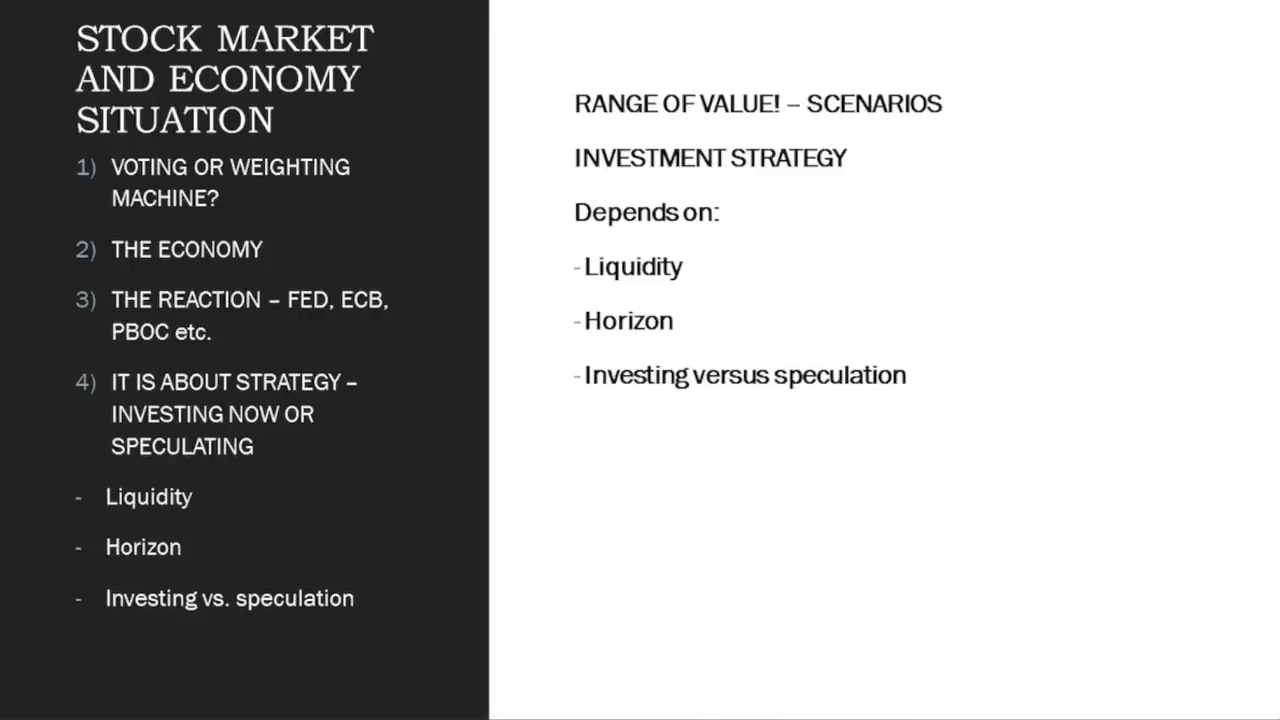 STOCK MARKET
AND ECONOMY
SITUATION
1) VOTING OR WEIGHTING
MACHINE?
2) THE ECONOMY
3) THE REACTION – FED, ECB,
PBOC etc.
4) IT IS ABOUT STRATEGY –
INVESTING NOW OR
SPECULATING
- Liquidity
- Horizon
- Investing vs. speculation
RANGE OF VALUE! – SCENARIOS
INVESTMENT STRATEGY
Depends on:
-Liquidity
-Horizon
-Investing versus speculation